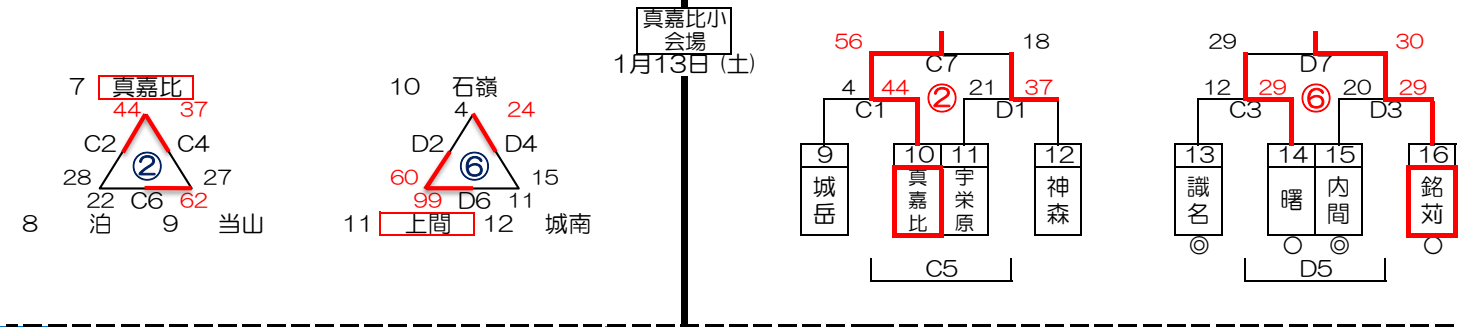 真嘉比小
会場
1月13日（土）
7 真嘉比
44 37
C2 C4
②
28 27
22 C6 62
8 泊 9 当山
10 石嶺
4 24
D2 D4
⑥
60 15
99 D6 11
11 上間 12 城南
56 18
C7
4 44 ② 21 37
C1 D1
9 10 11 12
城岳 真嘉比 宇栄原 神森
C5
29 30
D7
12 29 ⑥ 20 29
C3 D3
13 14 15 16
識名 曙 内間 銘苅
◎ ○ ◎ ○
D5